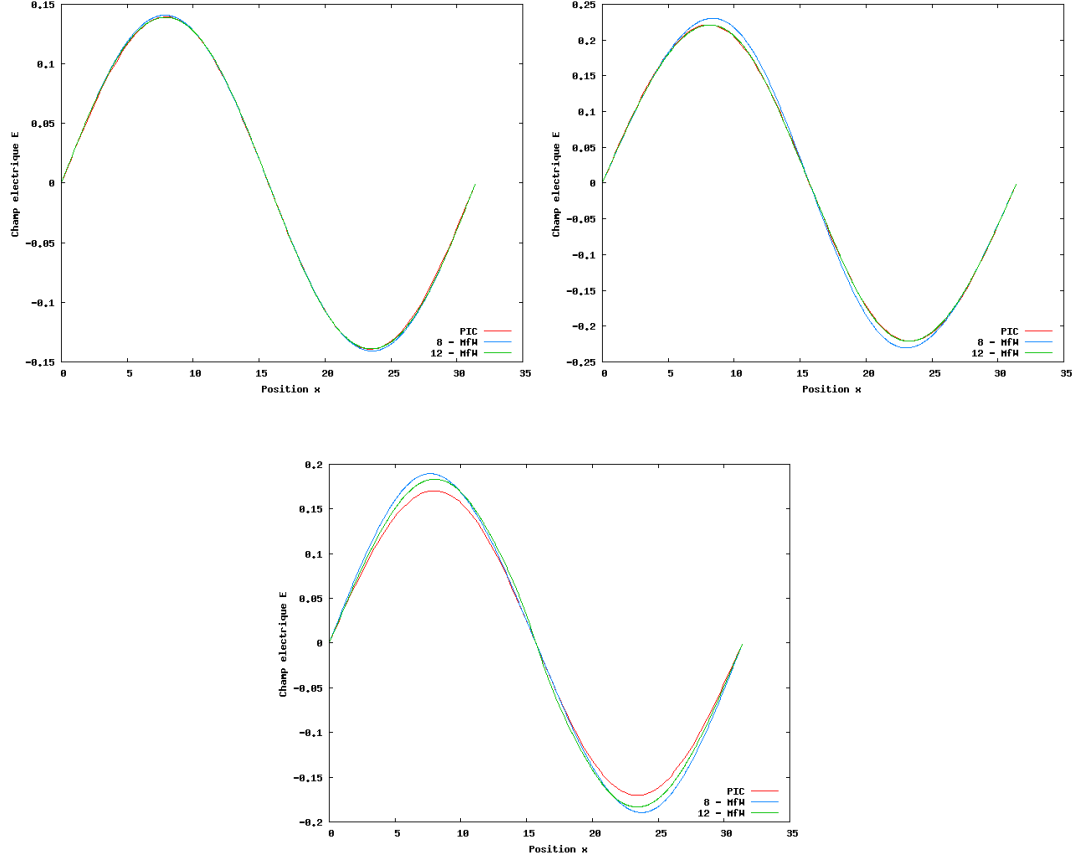 0,15
0,1
0,05
0
−0,05
−0,1
−0,15
Champ electrique E
PIC
8 − MfW
12 − MfW
0 5 10 15 20 25 30 35
Position x
0,25
0,2
0,15
0,1
0,05
0
−0,05
−0,1
−0,15
−0,2
−0,25
Champ electrique E
PIC
8 − MfW
12 − MfW
0 5 10 15 20 25 30 35
Position x
0,2
0,15
0,1
0,05
0
−0,05
−0,1
−0,15
−0,2
Champ electrique E
PIC
8 − MfW
12 − MfW
0 5 10 15 20 25 30 35
Position x